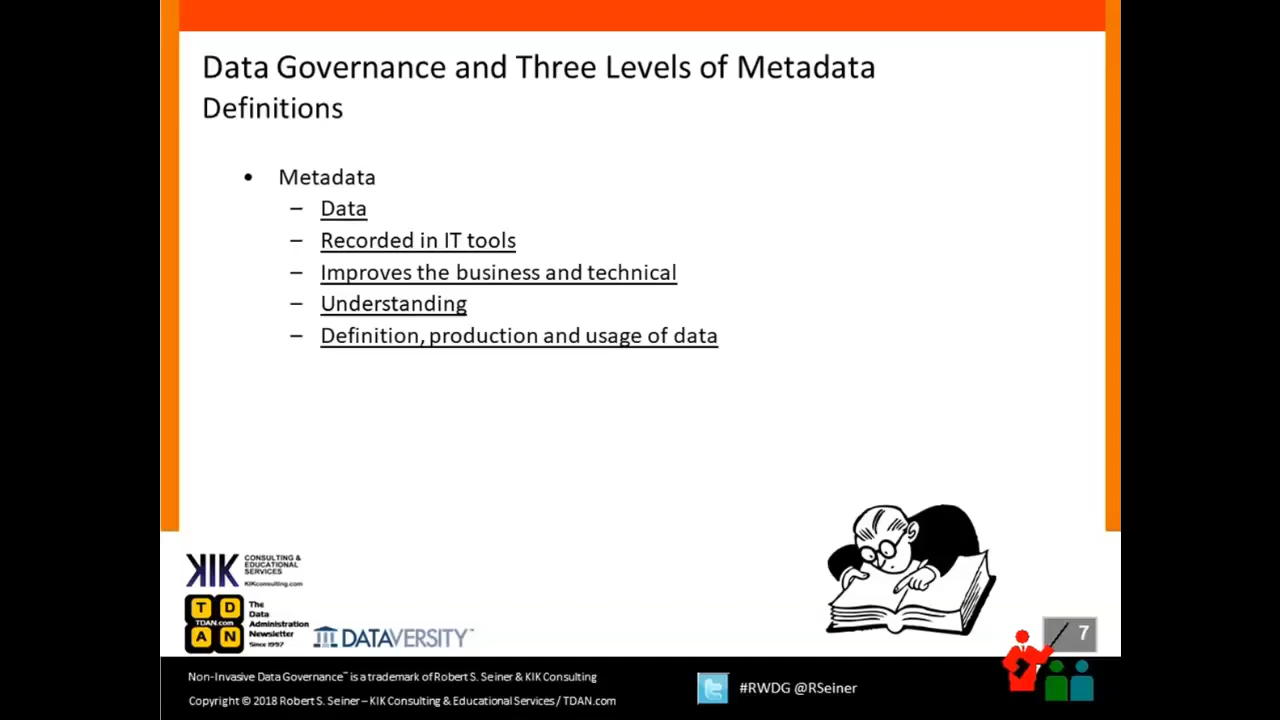 Data Governance and Three Levels of Metadata
Definitions
• Metadata
– Data
– Recorded in IT tools
– Improves the business and technical
– Understanding
– Definition, production and usage of data
KIK CONSULTING & EDUCATIONAL SERVICES
KIKconsulting.com
TDAN
TDAN.com
The Data Administration Newsletter
Since 1997
DATAVERSITY™
7
Non-Invasive Data Governance™ is a trademark of Robert S. Seiner & KIK Consulting
Copyright © 2018 Robert S. Seiner – KIK Consulting & Educational Services / TDAN.com
#RWDG @RSeiner